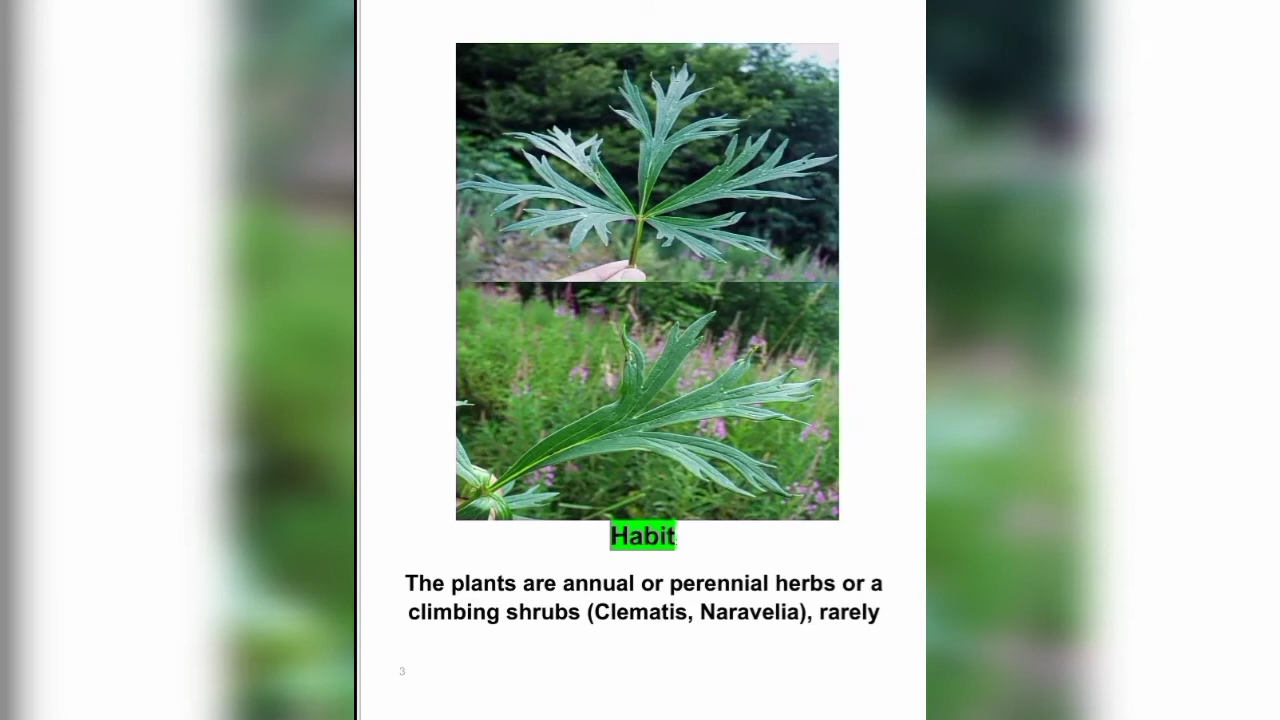 Habit
The plants are annual or perennial herbs or a
climbing shrubs (Clematis, Naravelia), rarely
3